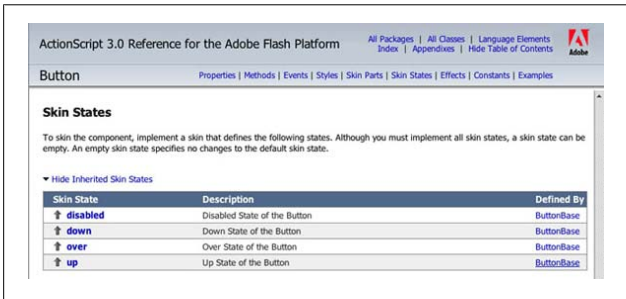 ActionScript 3.0 Reference for the Adobe Flash Platform
All Packages | All Classes | Language Elements
Index | Appendixes | Hide Table of Contents
Adobe
Button
Properties | Methods | Events | Styles | Skin Parts | Skin States | Effects | Constants | Examples
Skin States
To skin the component, implement a skin that defines the following states. Although you must implement all skin states, a skin state can be
empty. An empty skin state specifies no changes to the default skin state.
Hide Inherited Skin States
Skin State Description Defined By
disabled Disabled State of the Button ButtonBase
down Down State of the Button ButtonBase
over Over State of the Button ButtonBase
up Up State of the Button ButtonBase